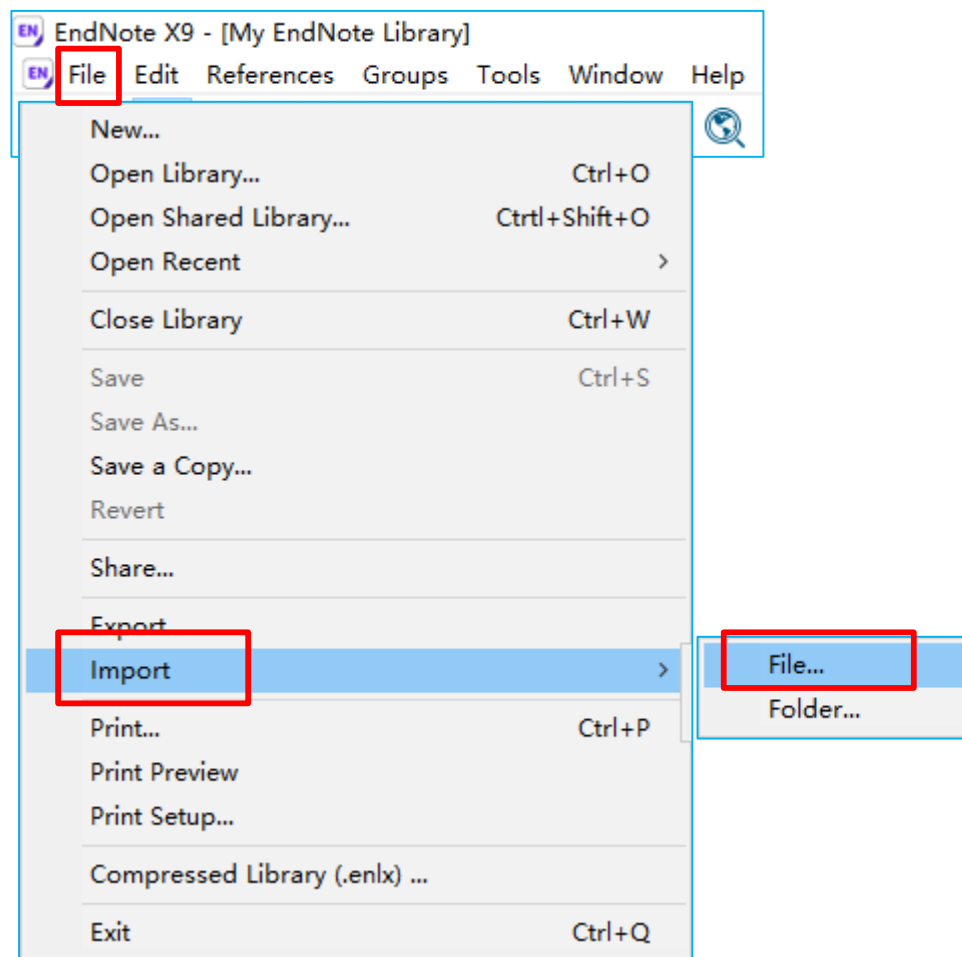 EN EndNote X9 - [My EndNote Library]
EN File Edit References Groups Tools Window Help
New...
Open Library... Ctrl+O
Open Shared Library... Ctrtl+Shift+O
Open Recent >
Close Library Ctrl+W
Save Ctrl+S
Save As...
Save a Copy...
Revert
Share...
Export
Import >
File...
Folder...
Print... Ctrl+P
Print Preview
Print Setup...
Compressed Library (.enlx) ...
Exit Ctrl+Q